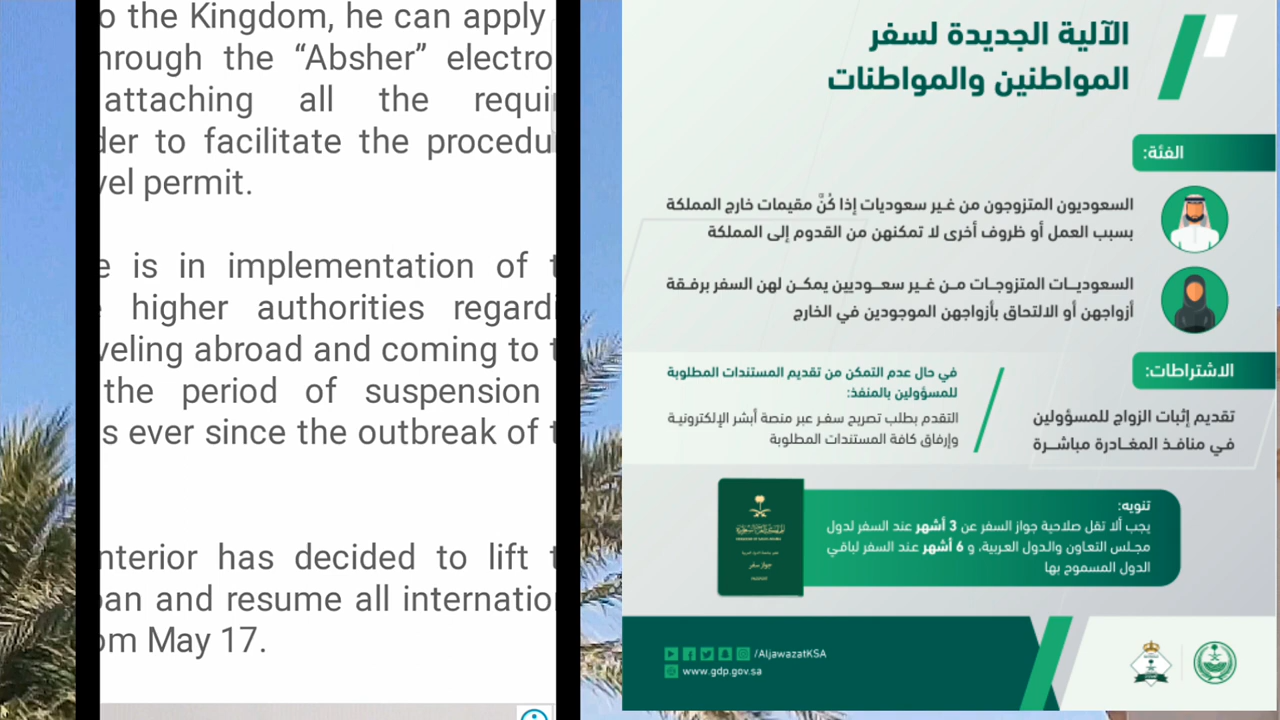 o the Kingdom, he can apply
hrough the “Absher” electro
attaching all the requi
der to facilitate the procedu
vel permit.
e is in implementation of t
higher authorities regardi
veling abroad and coming to t
the period of suspension
s ever since the outbreak of t
nterior has decided to lift t
ban and resume all internation
om May 17.
الآلية الجديدة لسفر
المواطنين والمواطنات
الفئة:
السعوديون المتزوجون من غير سعوديات إذا كُنَّ مقيمات خارج المملكة
بسبب العمل أو ظروف أخرى لا تمكنهن من القدوم إلى المملكة
السعوديات المتزوجات من غير سعوديين يمكن لهن السفر برفقة
أزواجهن أو الالتحاق بأزواجهن الموجودين في الخارج
الاشتراطات:
تقديم إثبات الزواج للمسؤولين
في منافذ المغادرة مباشرة
في حال عدم التمكن من تقديم المستندات المطلوبة
للمسؤولين بالمنفذ:
التقدم بطلب تصريح سفر عبر منصة أبشر الإلكترونية
وإرفاق كافة المستندات المطلوبة
تنويه:
يجب ألا تقل صلاحية جواز السفر عن 3 أشهر عند السفر لدول
مجلس التعاون والدول العربية، و 6 أشهر عند السفر لباقي
الدول المسموح بها
جواز سفر
/AljawazatKSA
www.gdp.gov.sa